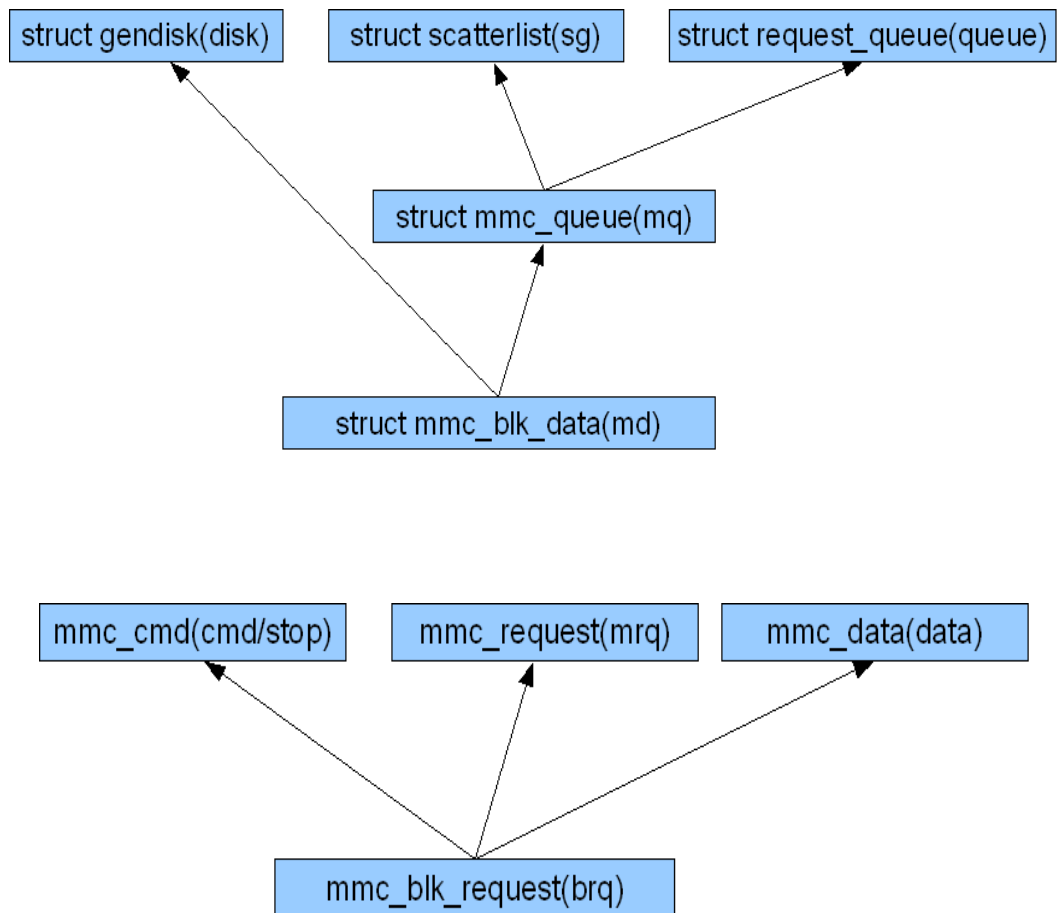 struct gendisk(disk)
struct scatterlist(sg)
struct request_queue(queue)
struct mmc_queue(mq)
struct mmc_blk_data(md)
mmc_cmd(cmd/stop)
mmc_request(mrq)
mmc_data(data)
mmc_blk_request(brq)